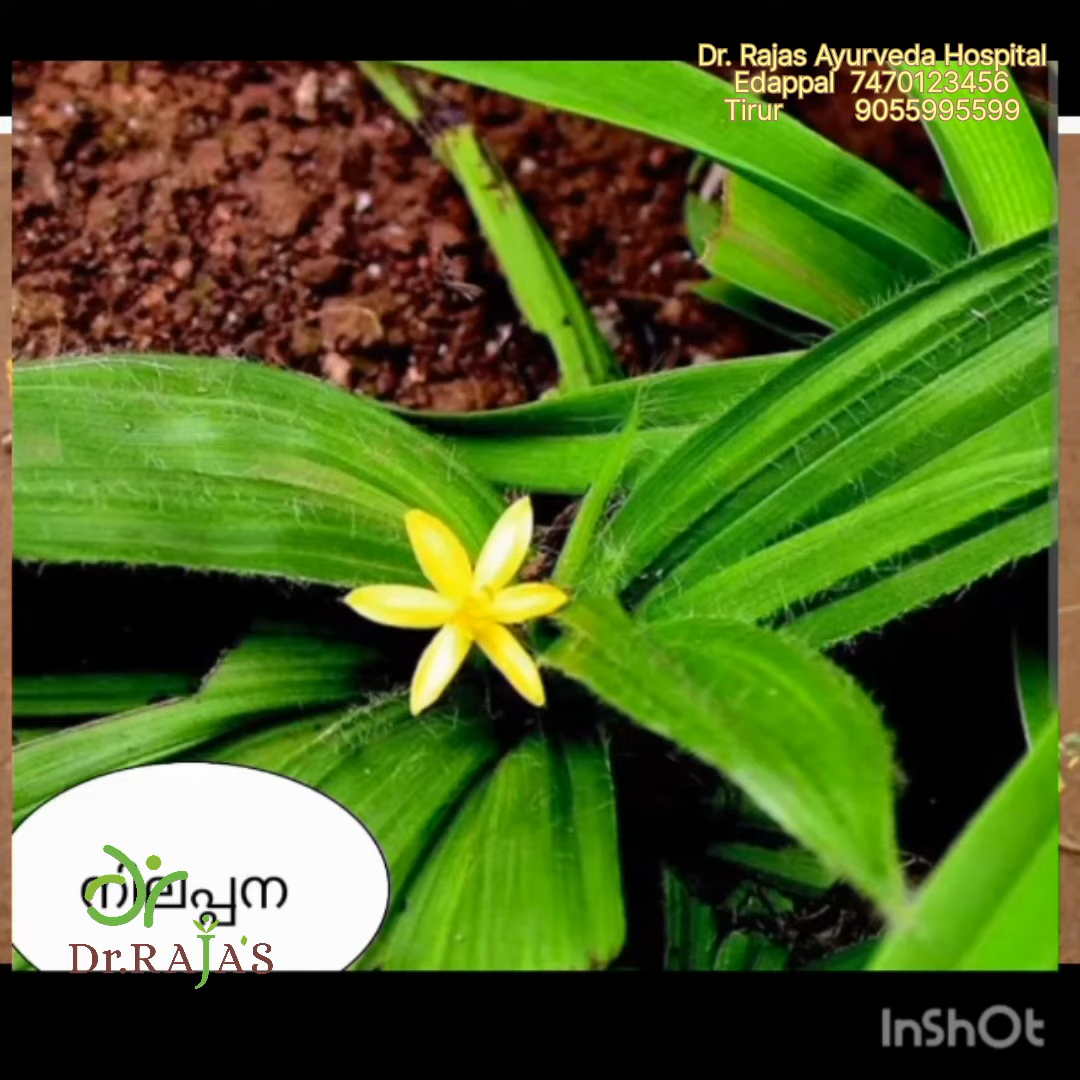 Dr. Rajas Ayurveda Hospital
Edappal 7470123456
Tirur 9055995599
നിലപ്പന
Dr.RAJA'S
InShOt